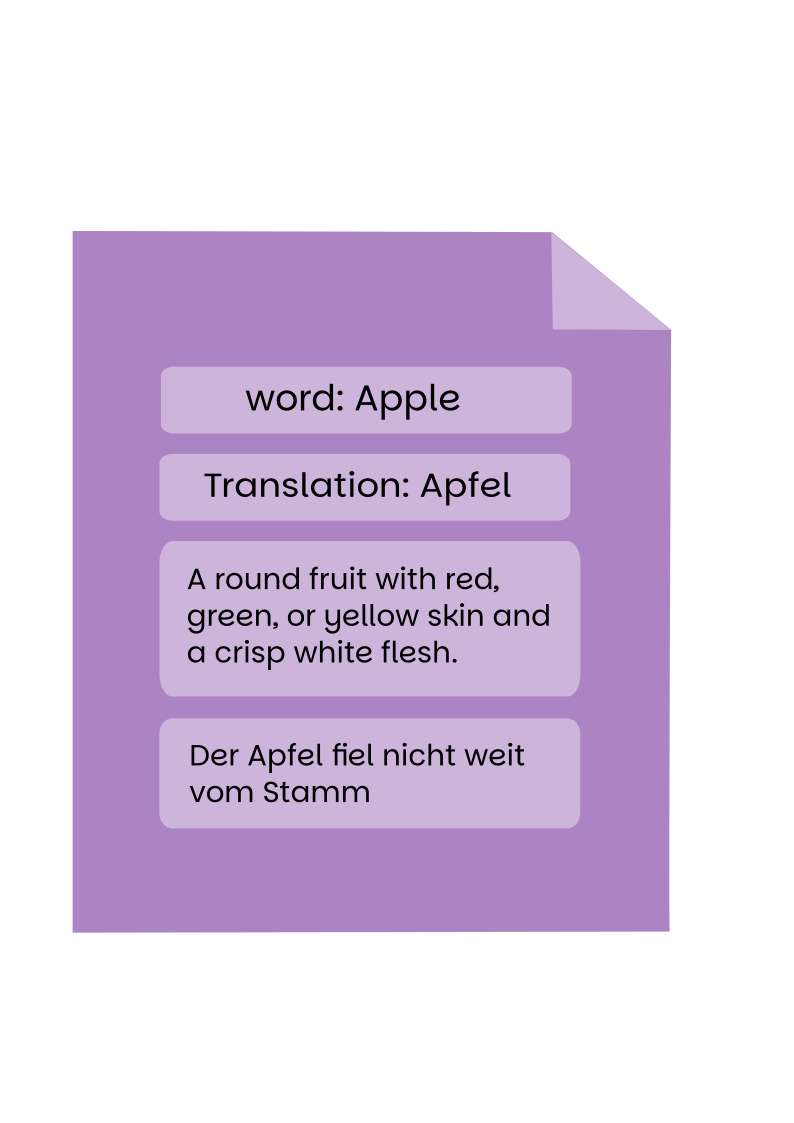 word: Apple
Translation: Apfel
A round fruit with red,
green, or yellow skin and
a crisp white flesh.
Der Apfel fiel nicht weit
vom Stamm